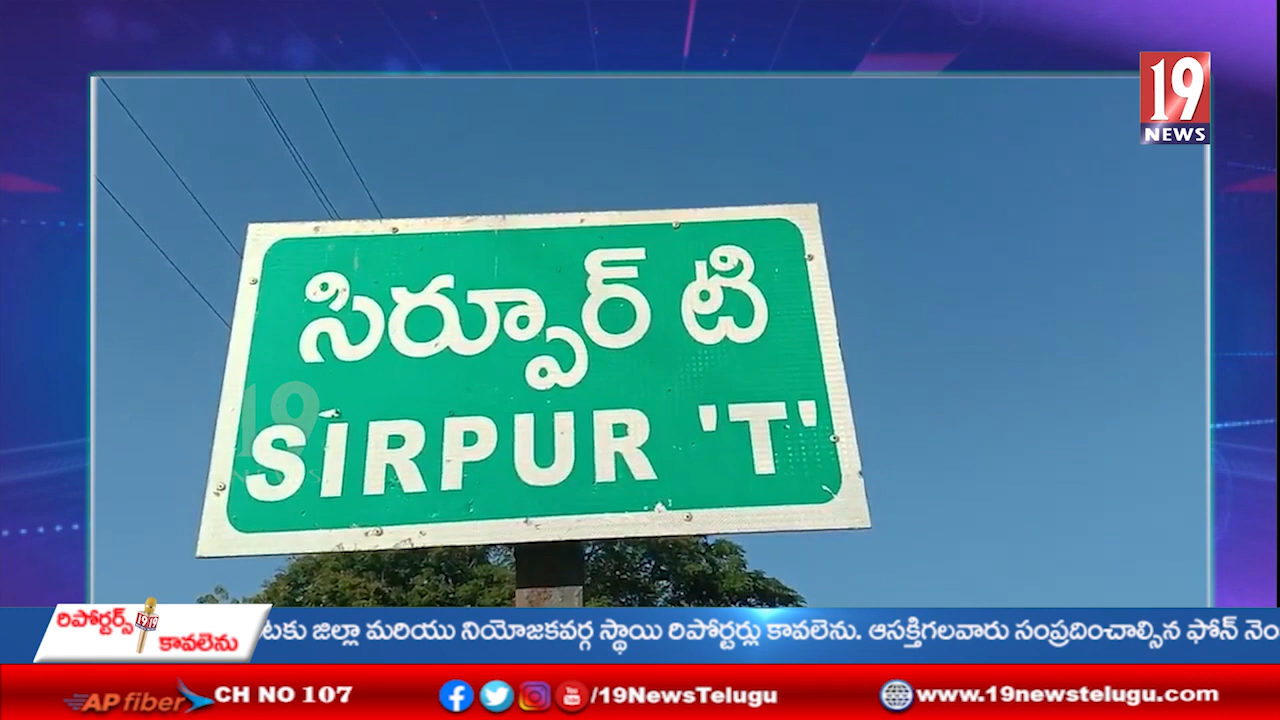 19
NEWS
సిర్పూర్ టి
SIRPUR 'T'
రిపోర్టర్స్
కావలెను
టకు జిల్లా మరియు నియోజకవర్గ స్థాయి రిపోర్టర్లు కావలెను. ఆసక్తిగలవారు సంప్రదించాల్సిన ఫోన్ నెం
AP fiber CH NO 107 /19NewsTelugu www.19newstelugu.com